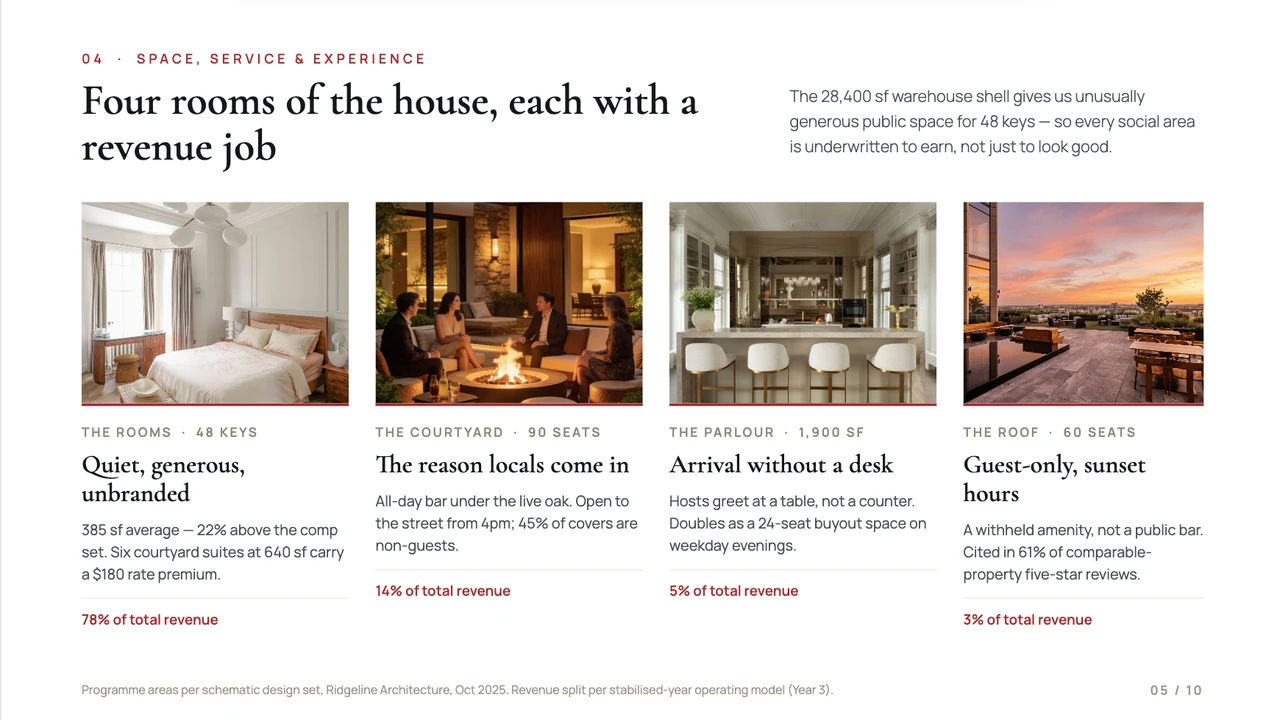 04 · SPACE, SERVICE & EXPERIENCE
Four rooms of the house, each with a
revenue job
The 28,400 sf warehouse shell gives us unusually
generous public space for 48 keys — so every social area
is underwritten to earn, not just to look good.
THE ROOMS · 48 KEYS
Quiet, generous,
unbranded
385 sf average — 22% above the comp
set. Six courtyard suites at 640 sf carry
a $180 rate premium.
78% of total revenue
THE COURTYARD · 90 SEATS
The reason locals come in
All-day bar under the live oak. Open to
the street from 4pm; 45% of covers are
non-guests.
14% of total revenue
THE PARLOUR · 1,900 SF
Arrival without a desk
Hosts greet at a table, not a counter.
Doubles as a 24-seat buyout space on
weekday evenings.
5% of total revenue
THE ROOF · 60 SEATS
Guest-only, sunset
hours
A withheld amenity, not a public bar.
Cited in 61% of comparable-
property five-star reviews.
3% of total revenue
Programme areas per schematic design set, Ridgeline Architecture, Oct 2025. Revenue split per stabilised-year operating model (Year 3).
05 / 10